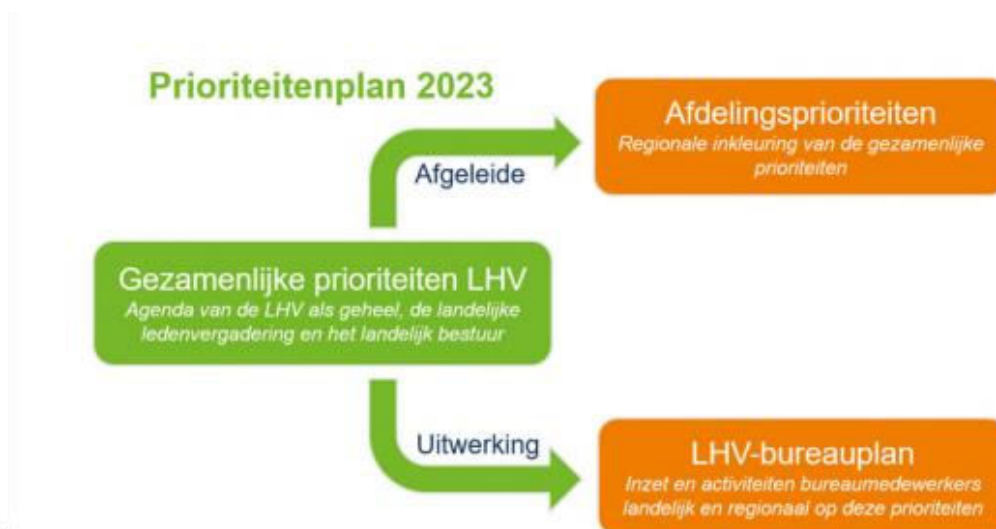 Prioriteitenplan 2023
Afdelingsprioriteiten
Regionale inkleuring van de gezamenlijke
prioriteiten
Afgeleide
Gezamenlijke prioriteiten LHV
Agenda van de LHV als geheel, de landelijke
ledenvergadering en het landelijk bestuur
Uitwerking
LHV-bureauplan
Inzet en activiteiten bureaumedewerkers
landelijk en regionaal op deze prioriteiten